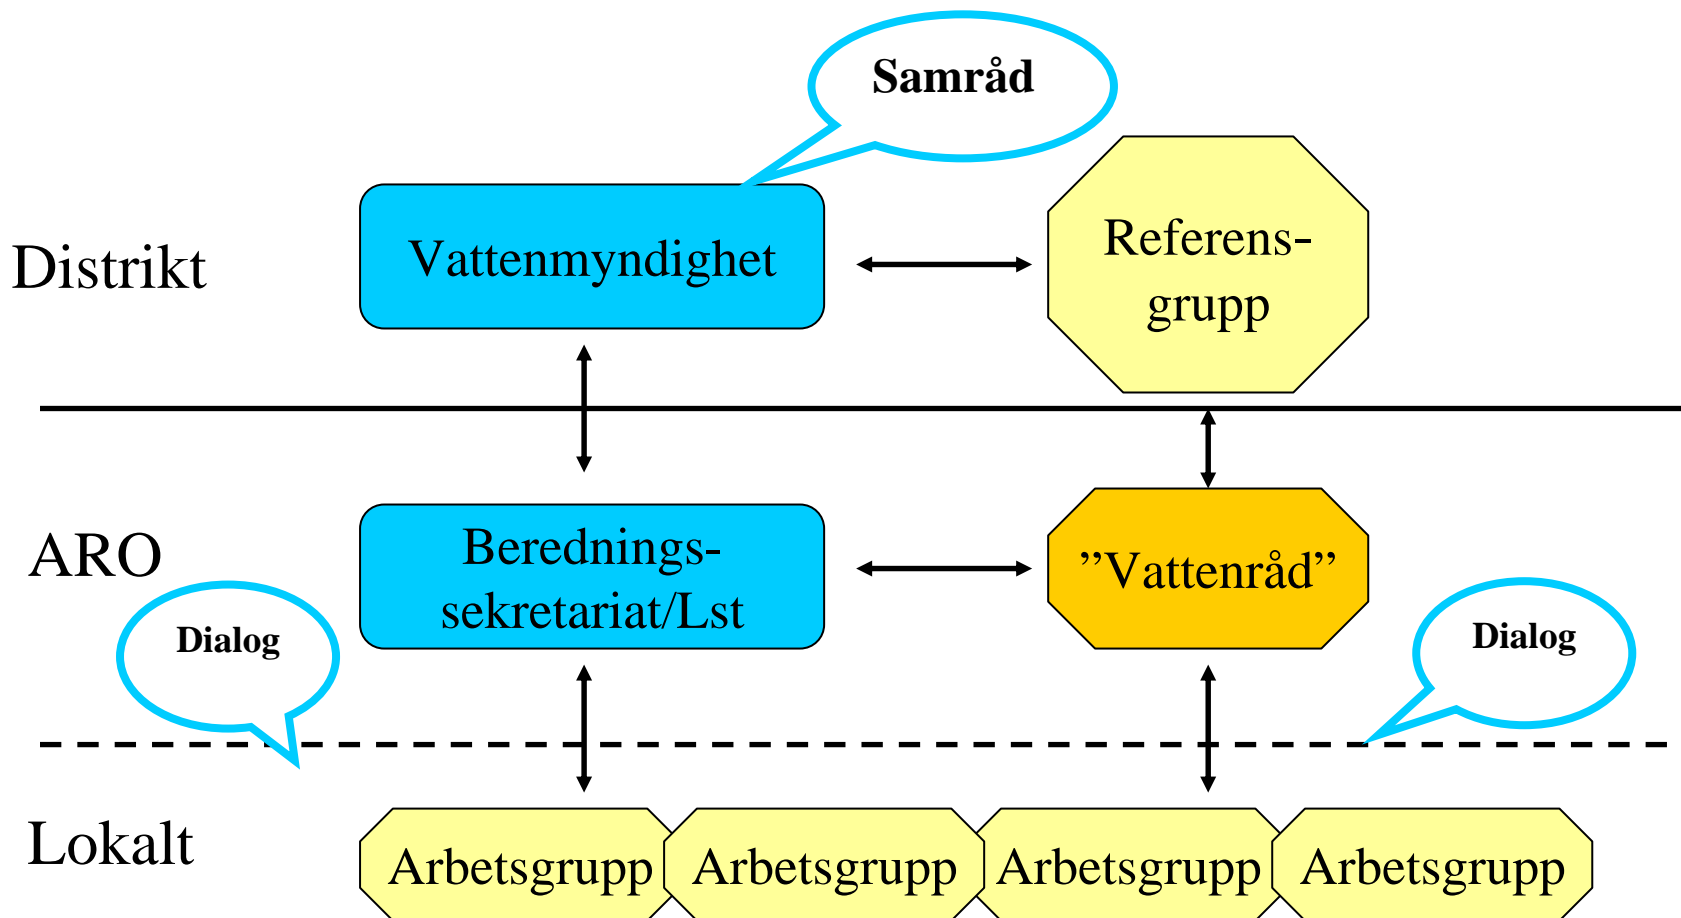 Samråd
Distrikt
Vattenmyndighet
Referens-
grupp
ARO
Berednings-
sekretariat/Lst
”Vattenråd”
Dialog
Dialog
Lokalt
Arbetsgrupp
Arbetsgrupp
Arbetsgrupp
Arbetsgrupp